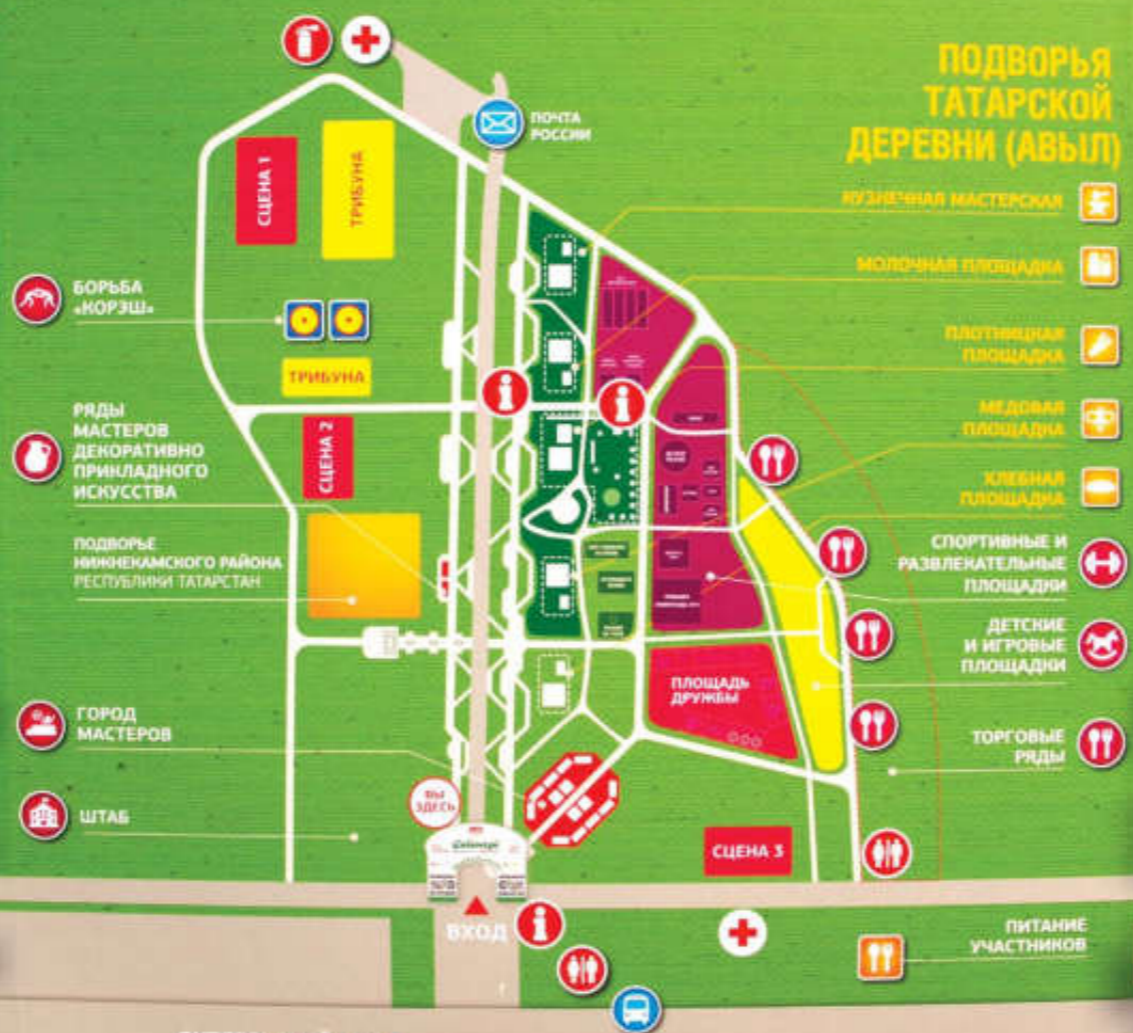 ПОДВОРЬЯ
ТАТАРСКОЙ
ДЕРЕВНИ (АВЫЛ)
ПОЧТА
РОССИИ
СЦЕНА 1
ТРИБУНА
КУЗНЕЧНАЯ МАСТЕРСКАЯ
МОЛОЧНАЯ ПЛОЩАДКА
БОРЬБА
«КОРЭШ»
ПЛОТНИЦКАЯ
ПЛОЩАДКА
ТРИБУНА
РЯДЫ
МАСТЕРОВ
ДЕКОРАТИВНО
ПРИКЛАДНОГО
ИСКУССТВА
СЦЕНА 2
МЕДОВАЯ
ПЛОЩАДКА
ХЛЕБНАЯ
ПЛОЩАДКА
ПОДВОРЬЕ
НИЖНЕКАМСКОГО РАЙОНА
РЕСПУБЛИКИ ТАТАРСТАН
СПОРТИВНЫЕ И
РАЗВЛЕКАТЕЛЬНЫЕ
ПЛОЩАДКИ
ДЕТСКИЕ
И ИГРОВЫЕ
ПЛОЩАДКИ
ПЛОЩАДЬ
ДРУЖБЫ
ГОРОД
МАСТЕРОВ
ТОРГОВЫЕ
РЯДЫ
ВЫ
ЗДЕСЬ
ШТАБ
СЦЕНА 3
ВХОД
ПИТАНИЕ
УЧАСТНИКОВ